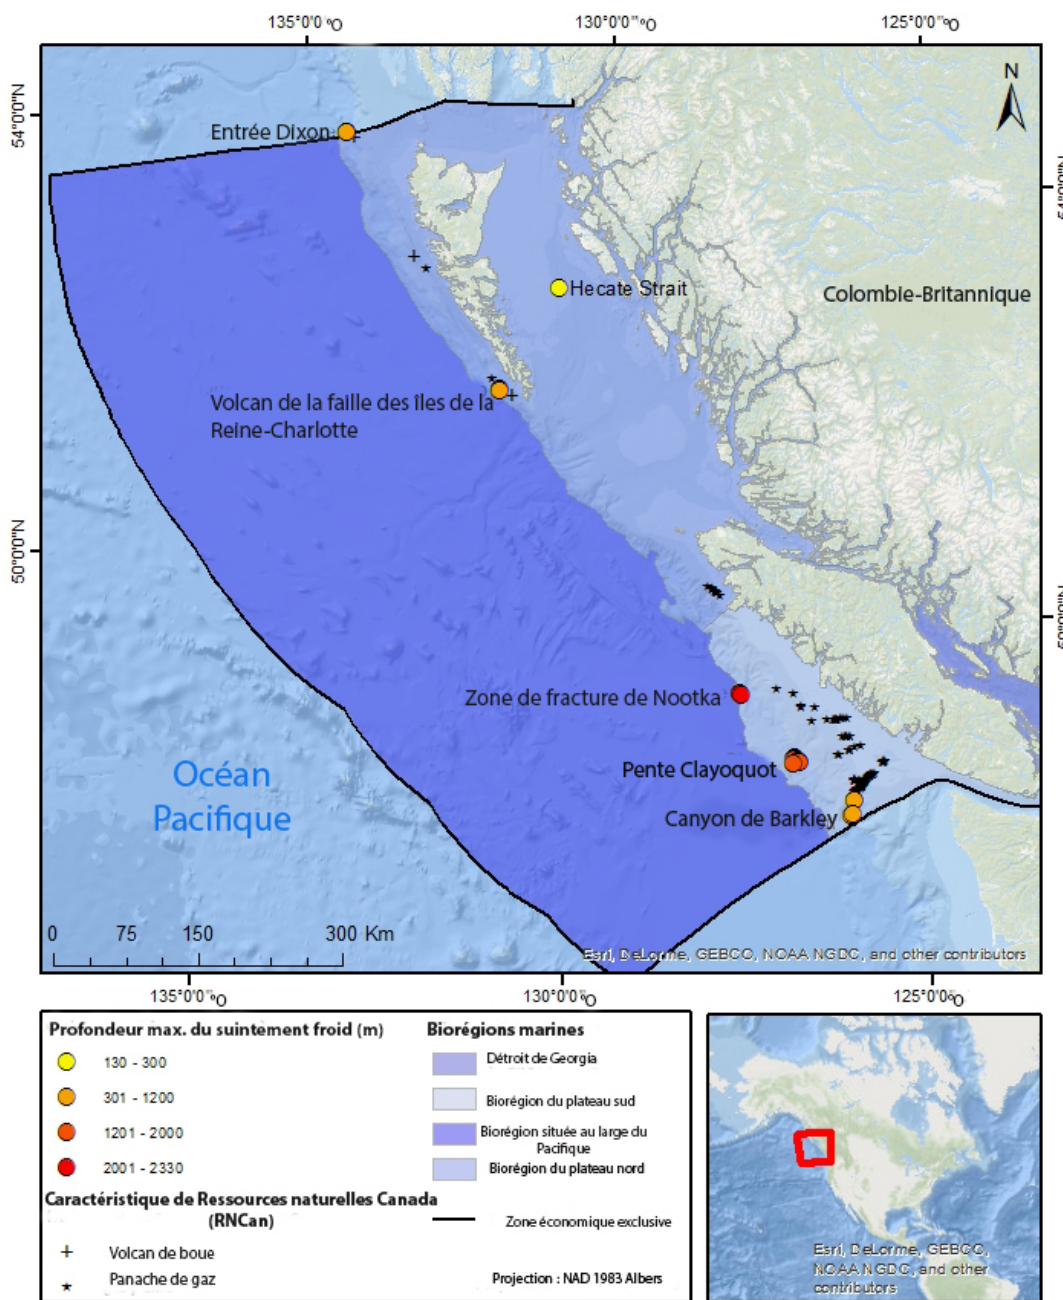 135°0'0"O
130°0'0"O
125°0'0"O
54°0'0"N
N
Entrée Dixon
Hecate Strait
Colombie-Britannique
Volcan de la faille des îles de la
Reine-Charlotte
50°0'0"N
Zone de fracture de Nootka
Pente Clayoquot
Canyon de Barkley
Océan
Pacifique
0 75 150 300 Km
Esri, DeLorme, GEBCO, NOAA NGDC, and other contributors
135°0'0"O
130°0'0"O
125°0'0"O
Profondeur max. du suintement froid (m)
130 - 300
301 - 1200
1201 - 2000
2001 - 2330
Caractéristique de Ressources naturelles Canada
(RNCan)
Volcan de boue
Panache de gaz
Biorégions marines
Détroit de Georgia
Biorégion du plateau sud
Biorégion située au large du
Pacifique
Biorégion du plateau nord
Zone économique exclusive
Projection : NAD 1983 Albers
Esri, DeLorme, GEBCO,
NOAA NGDC, and other
contributors